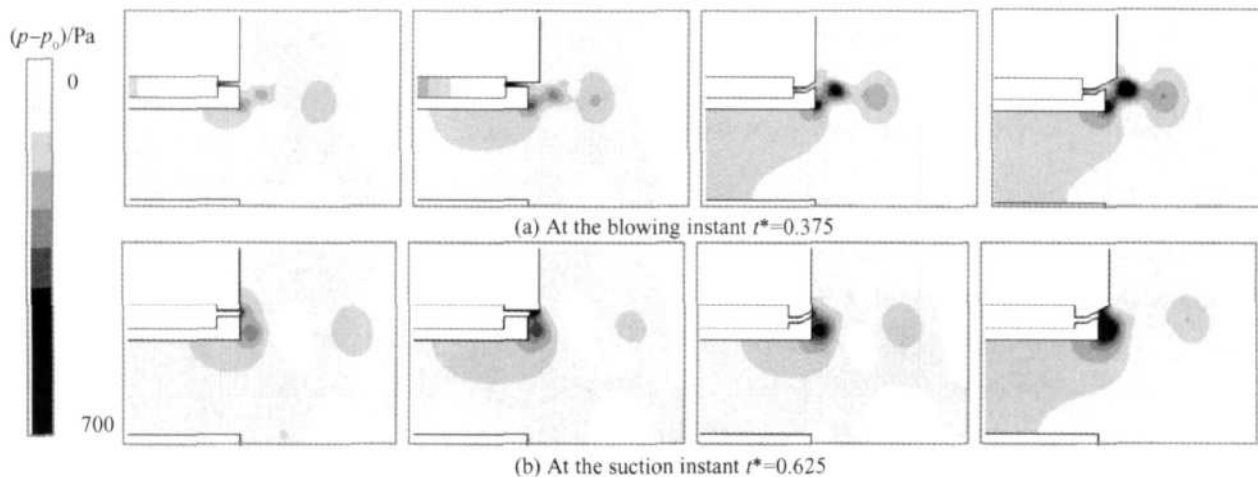 (p–p₀)/Pa
0
700
(a) At the blowing instant t*=0.375
(b) At the suction instant t*=0.625